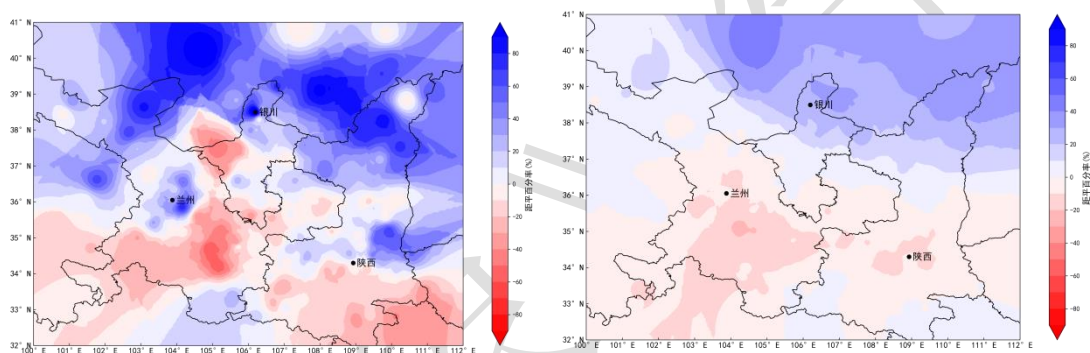 41° N
40° N
39° N
38° N
37° N
36° N
35° N
34° N
33° N
32° N
100° E
101° E
102° E
103° E
104° E
105° E
106° E
107° E
108° E
109° E
110° E
111° E
112° E
银川
兰州
陕西
80
60
40
20
0
-20
-40
-60
-80
距平百分率(%)
41° N
40° N
39° N
38° N
37° N
36° N
35° N
34° N
33° N
32° N
100° E
101° E
102° E
103° E
104° E
105° E
106° E
107° E
108° E
109° E
110° E
111° E
112° E
银川
兰州
陕西
80
60
40
20
0
-20
-40
-60
-80
距平百分率(%)